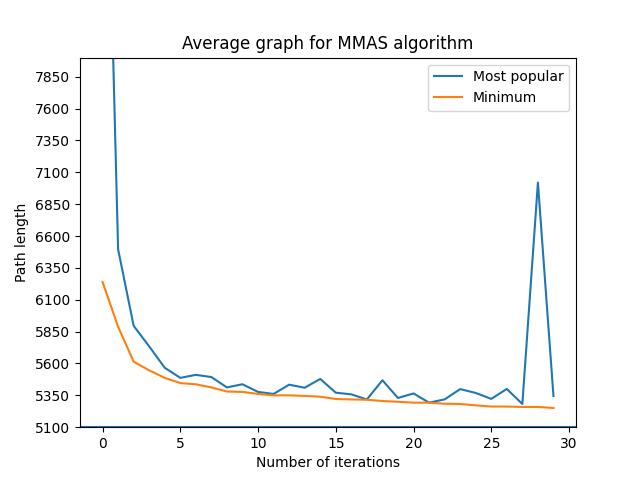 Average graph for MMAS algorithm
Most popular
Minimum
7850
7600
7350
7100
6850
6600
6350
6100
5850
5600
5350
5100
Path length
0 5 10 15 20 25 30
Number of iterations